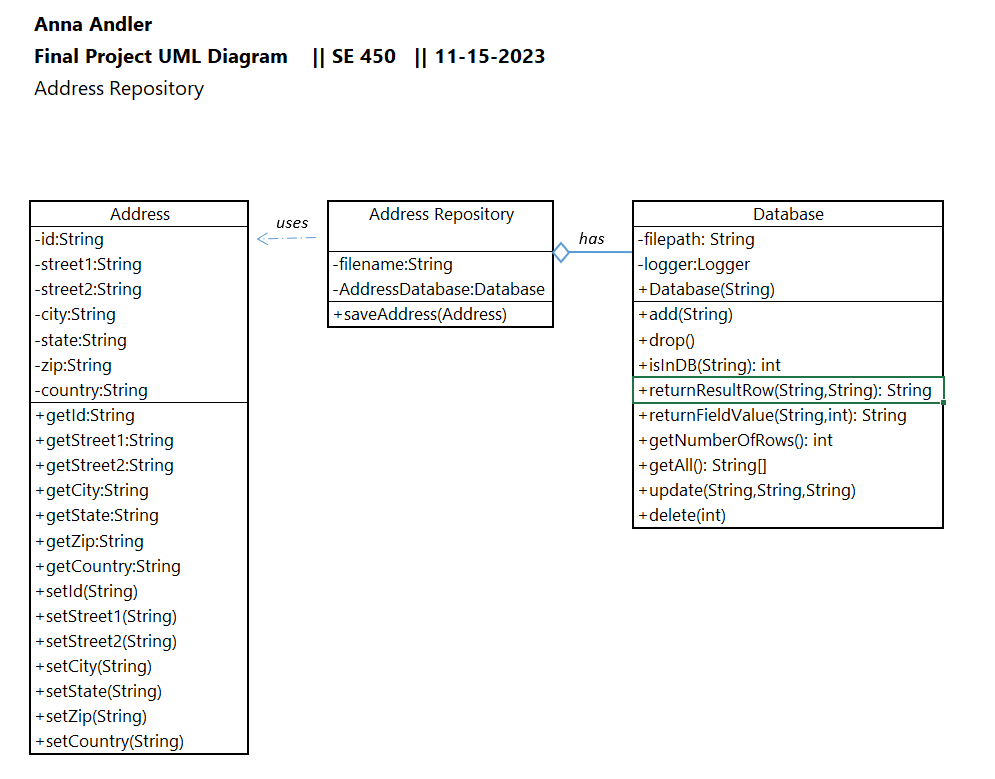 Anna Andler
Final Project UML Diagram || SE 450 || 11-15-2023
Address Repository
Address
-id:String
-street1:String
-street2:String
-city:String
-state:String
-zip:String
-country:String
+getId:String
+getStreet1:String
+getStreet2:String
+getCity:String
+getState:String
+getZip:String
+getCountry:String
+setId(String)
+setStreet1(String)
+setStreet2(String)
+setCity(String)
+setState(String)
+setZip(String)
+setCountry(String)
uses
Address Repository
-filename:String
-AddressDatabase:Database
+saveAddress(Address)
has
Database
-filepath: String
-logger:Logger
+Database(String)
+add(String)
+drop()
+isInDB(String): int
+returnResultRow(String,String): String
+returnFieldValue(String,int): String
+getNumberOfRows(): int
+getAll(): String[]
+update(String,String,String)
+delete(int)